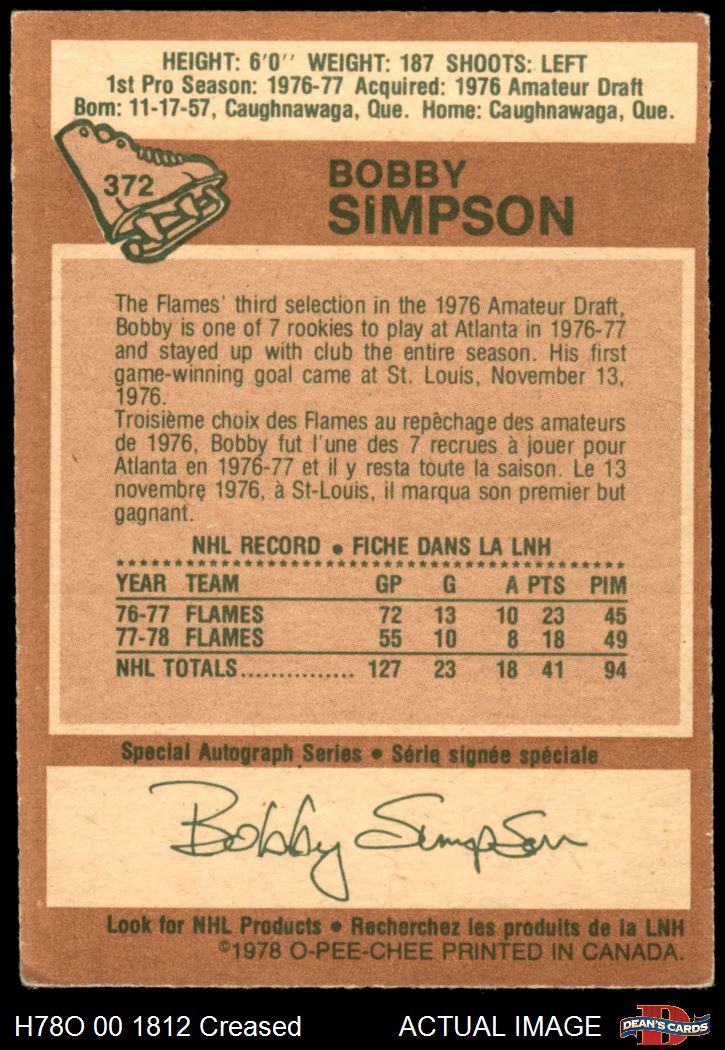 HEIGHT: 6'0'' WEIGHT: 187 SHOOTS: LEFT
1st Pro Season: 1976-77 Acquired: 1976 Amateur Draft
Born: 11-17-57, Caughnawaga, Que. Home: Caughnawaga, Que.
372
BOBBY
SiMPSON
The Flames' third selection in the 1976 Amateur Draft,
Bobby is one of 7 rookies to play at Atlanta in 1976-77
and stayed up with club the entire season. His first
game-winning goal came at St. Louis, November 13,
1976.
Troisième choix des Flames au repêchage des amateurs
de 1976, Bobby fut l'une des 7 recrues à jouer pour
Atlanta en 1976-77 et il y resta toute la saison. Le 13
novembre 1976, à St-Louis, il marqua son premier but
gagnant.
NHL RECORD • FICHE DANS LA LNH
YEAR TEAM GP G A PTS PIM
76-77 FLAMES 72 13 10 23 45
77-78 FLAMES 55 10 8 18 49
NHL TOTALS.............. 127 23 18 41 94
Special Autograph Series • Série signée spéciale
Bobby Simpson
Look for NHL Products • Recherchez les produits de la LNH
©1978 O-PEE-CHEE PRINTED IN CANADA.
H78O 00 1812 Creased ACTUAL IMAGE
D
DEAN'S CARDS